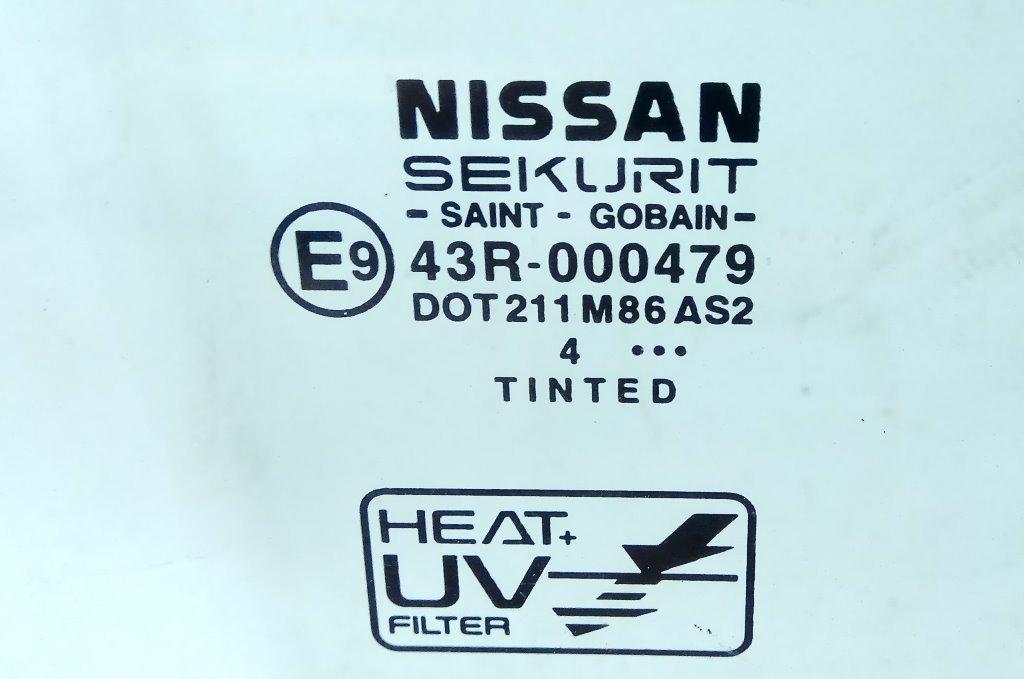 NISSAN
SEKURIT
- SAINT - GOBAIN -
E9 43R-000479
DOT 211 M86 AS2
4 •••
TINTED
HEAT+
UV
FILTER